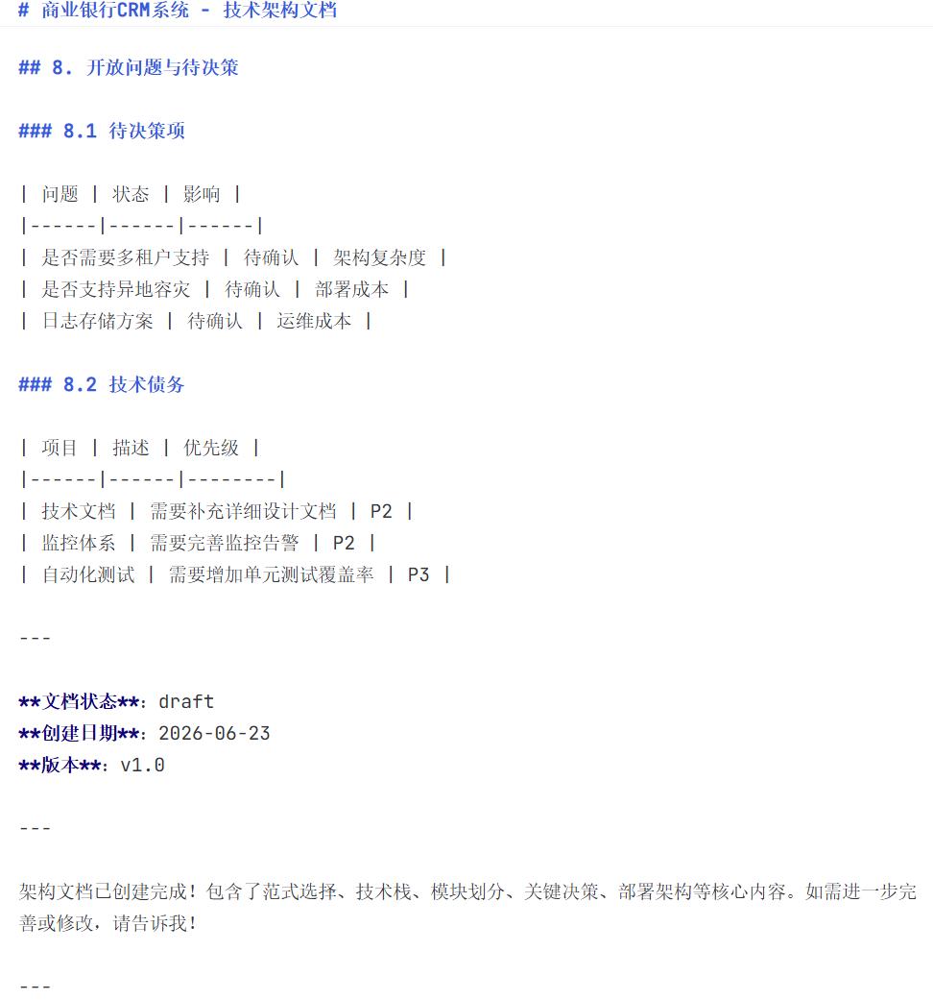 # 商业银行CRM系统 - 技术架构文档
## 8. 开放问题与待决策
### 8.1 待决策项
| 问题 | 状态 | 影响 |
|------|------|------|
| 是否需要多租户支持 | 待确认 | 架构复杂度 |
| 是否支持异地容灾 | 待确认 | 部署成本 |
| 日志存储方案 | 待确认 | 运维成本 |
### 8.2 技术债务
| 项目 | 描述 | 优先级 |
|------|------|--------|
| 技术文档 | 需要补充详细设计文档 | P2 |
| 监控体系 | 需要完善监控告警 | P2 |
| 自动化测试 | 需要增加单元测试覆盖率 | P3 |
---
**文档状态**: draft
**创建日期**: 2026-06-23
**版本**: v1.0
---
架构文档已创建完成！包含了范式选择、技术栈、模块划分、关键决策、部署架构等核心内容。如需进一步完
善或修改，请告诉我！
---